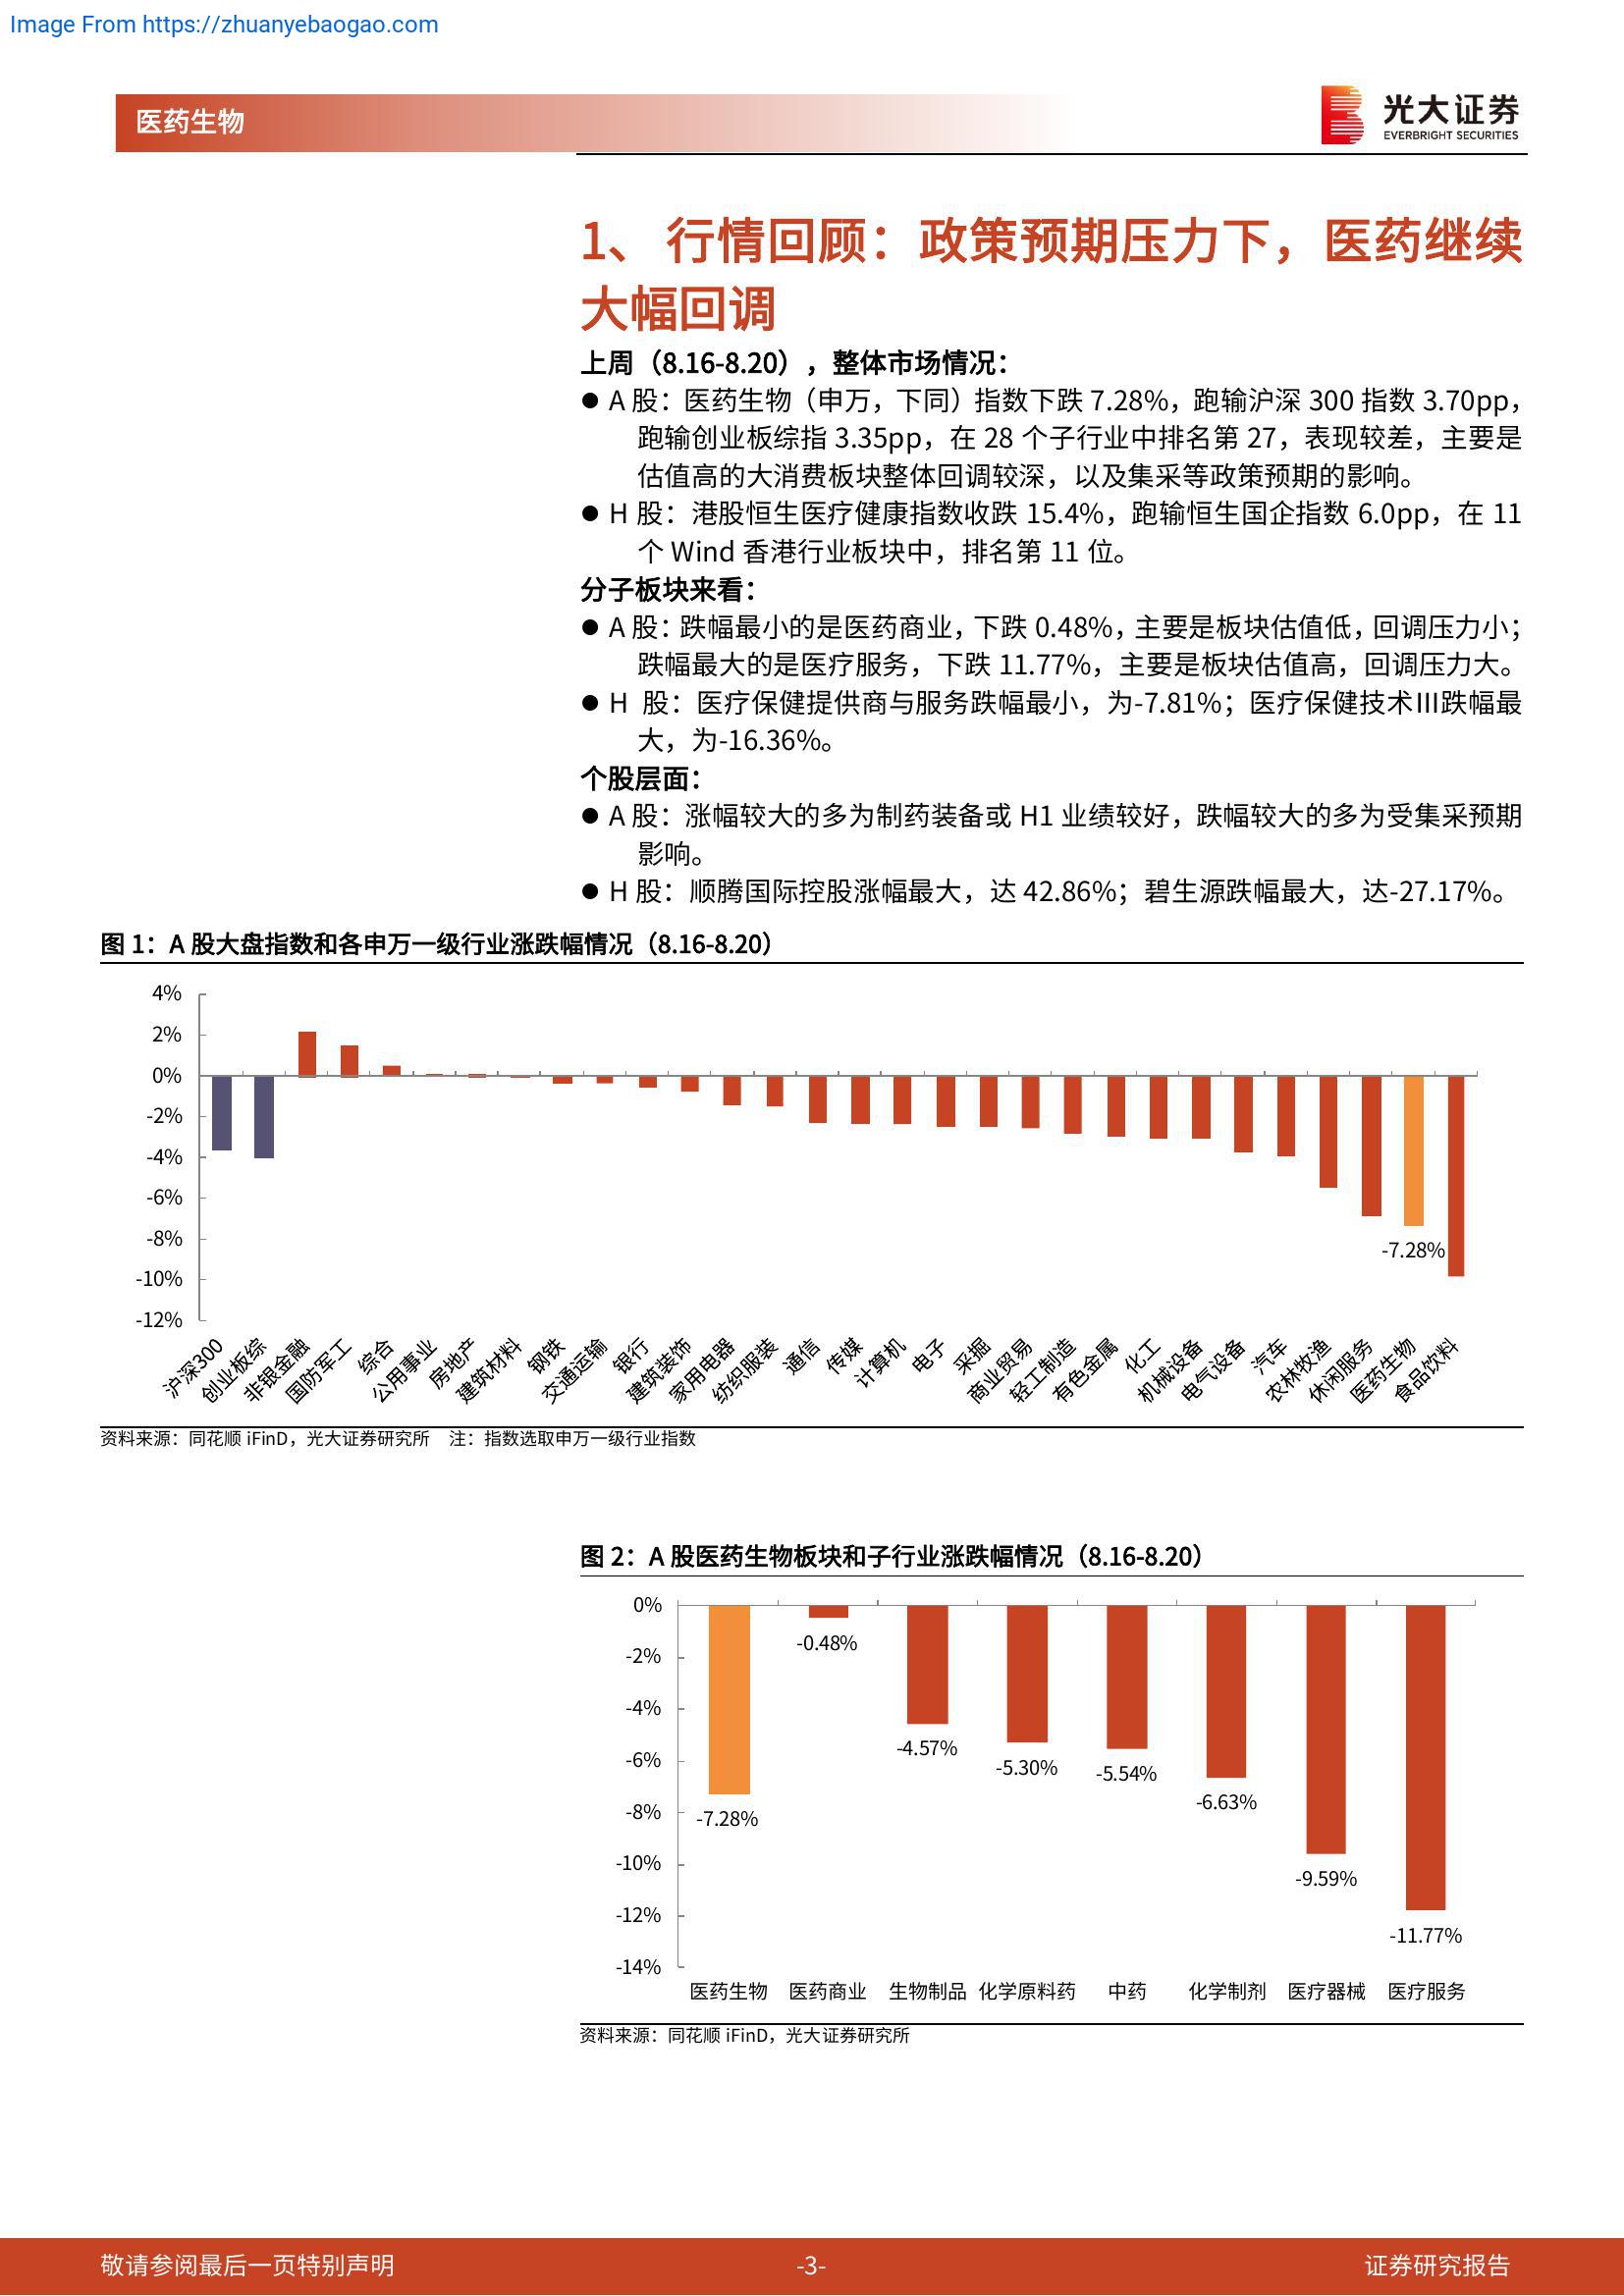 Image From https://zhuanyebaogao.com
医药生物
光大证券
EVERBRIGHT SECURITIES
1、 行情回顾：政策预期压力下，医药继续
大幅回调
上周（8.16-8.20），整体市场情况：
● A 股：医药生物（申万，下同）指数下跌 7.28%，跑输沪深 300 指数 3.70pp，
跑输创业板综指 3.35pp，在 28 个子行业中排名第 27，表现较差，主要是
估值高的大消费板块整体回调较深，以及集采等政策预期的影响。
● H 股：港股恒生医疗健康指数收跌 15.4%，跑输恒生国企指数 6.0pp，在 11
个 Wind 香港行业板块中，排名第 11 位。
分子板块来看：
● A 股：跌幅最小的是医药商业，下跌 0.48%，主要是板块估值低，回调压力小；
跌幅最大的是医疗服务，下跌 11.77%，主要是板块估值高，回调压力大。
● H 股：医疗保健提供商与服务跌幅最小，为-7.81%；医疗保健技术Ⅲ跌幅最
大，为-16.36%。
个股层面：
● A 股：涨幅较大的多为制药装备或 H1 业绩较好，跌幅较大的多为受集采预期
影响。
● H 股：顺腾国际控股涨幅最大，达 42.86%；碧生源跌幅最大，达-27.17%。
图 1：A 股大盘指数和各申万一级行业涨跌幅情况（8.16-8.20）
4%
2%
0%
-2%
-4%
-6%
-8%
-10%
-12%
-7.28%
沪深300
创业板综
非银金融
国防军工
综合
公用事业
房地产
建筑材料
钢铁
交通运输
银行
建筑装饰
家用电器
纺织服装
通信
传媒
计算机
电子
采掘
商业贸易
轻工制造
有色金属
化工
机械设备
电气设备
汽车
农林牧渔
休闲服务
医药生物
食品饮料
资料来源：同花顺 iFinD，光大证券研究所 注：指数选取申万一级行业指数
图 2：A 股医药生物板块和子行业涨跌幅情况（8.16-8.20）
0%
-2%
-4%
-6%
-8%
-10%
-12%
-14%
-7.28%
-0.48%
-4.57%
-5.30%
-5.54%
-6.63%
-9.59%
-11.77%
医药生物 医药商业 生物制品 化学原料药 中药 化学制剂 医疗器械 医疗服务
资料来源：同花顺 iFinD，光大证券研究所
敬请参阅最后一页特别声明 -3- 证券研究报告